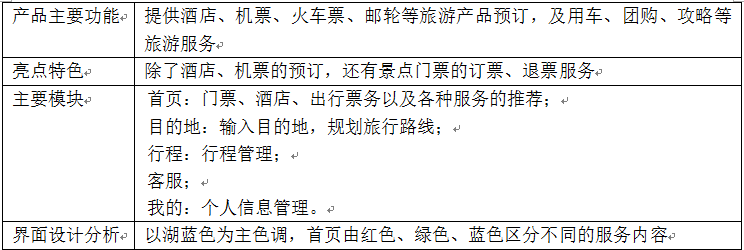 产品主要功能 提供酒店、机票、火车票、邮轮等旅游产品预订，及用车、团购、攻略等
旅游服务
亮点特色 除了酒店、机票的预订，还有景点门票的订票、退票服务
主要模块 首页：门票、酒店、出行票务以及各种服务的推荐；
目的地：输入目的地，规划旅行路线；
行程：行程管理；
客服；
我的：个人信息管理。
界面设计分析 以湖蓝色为主色调，首页由红色、绿色、蓝色区分不同的服务内容